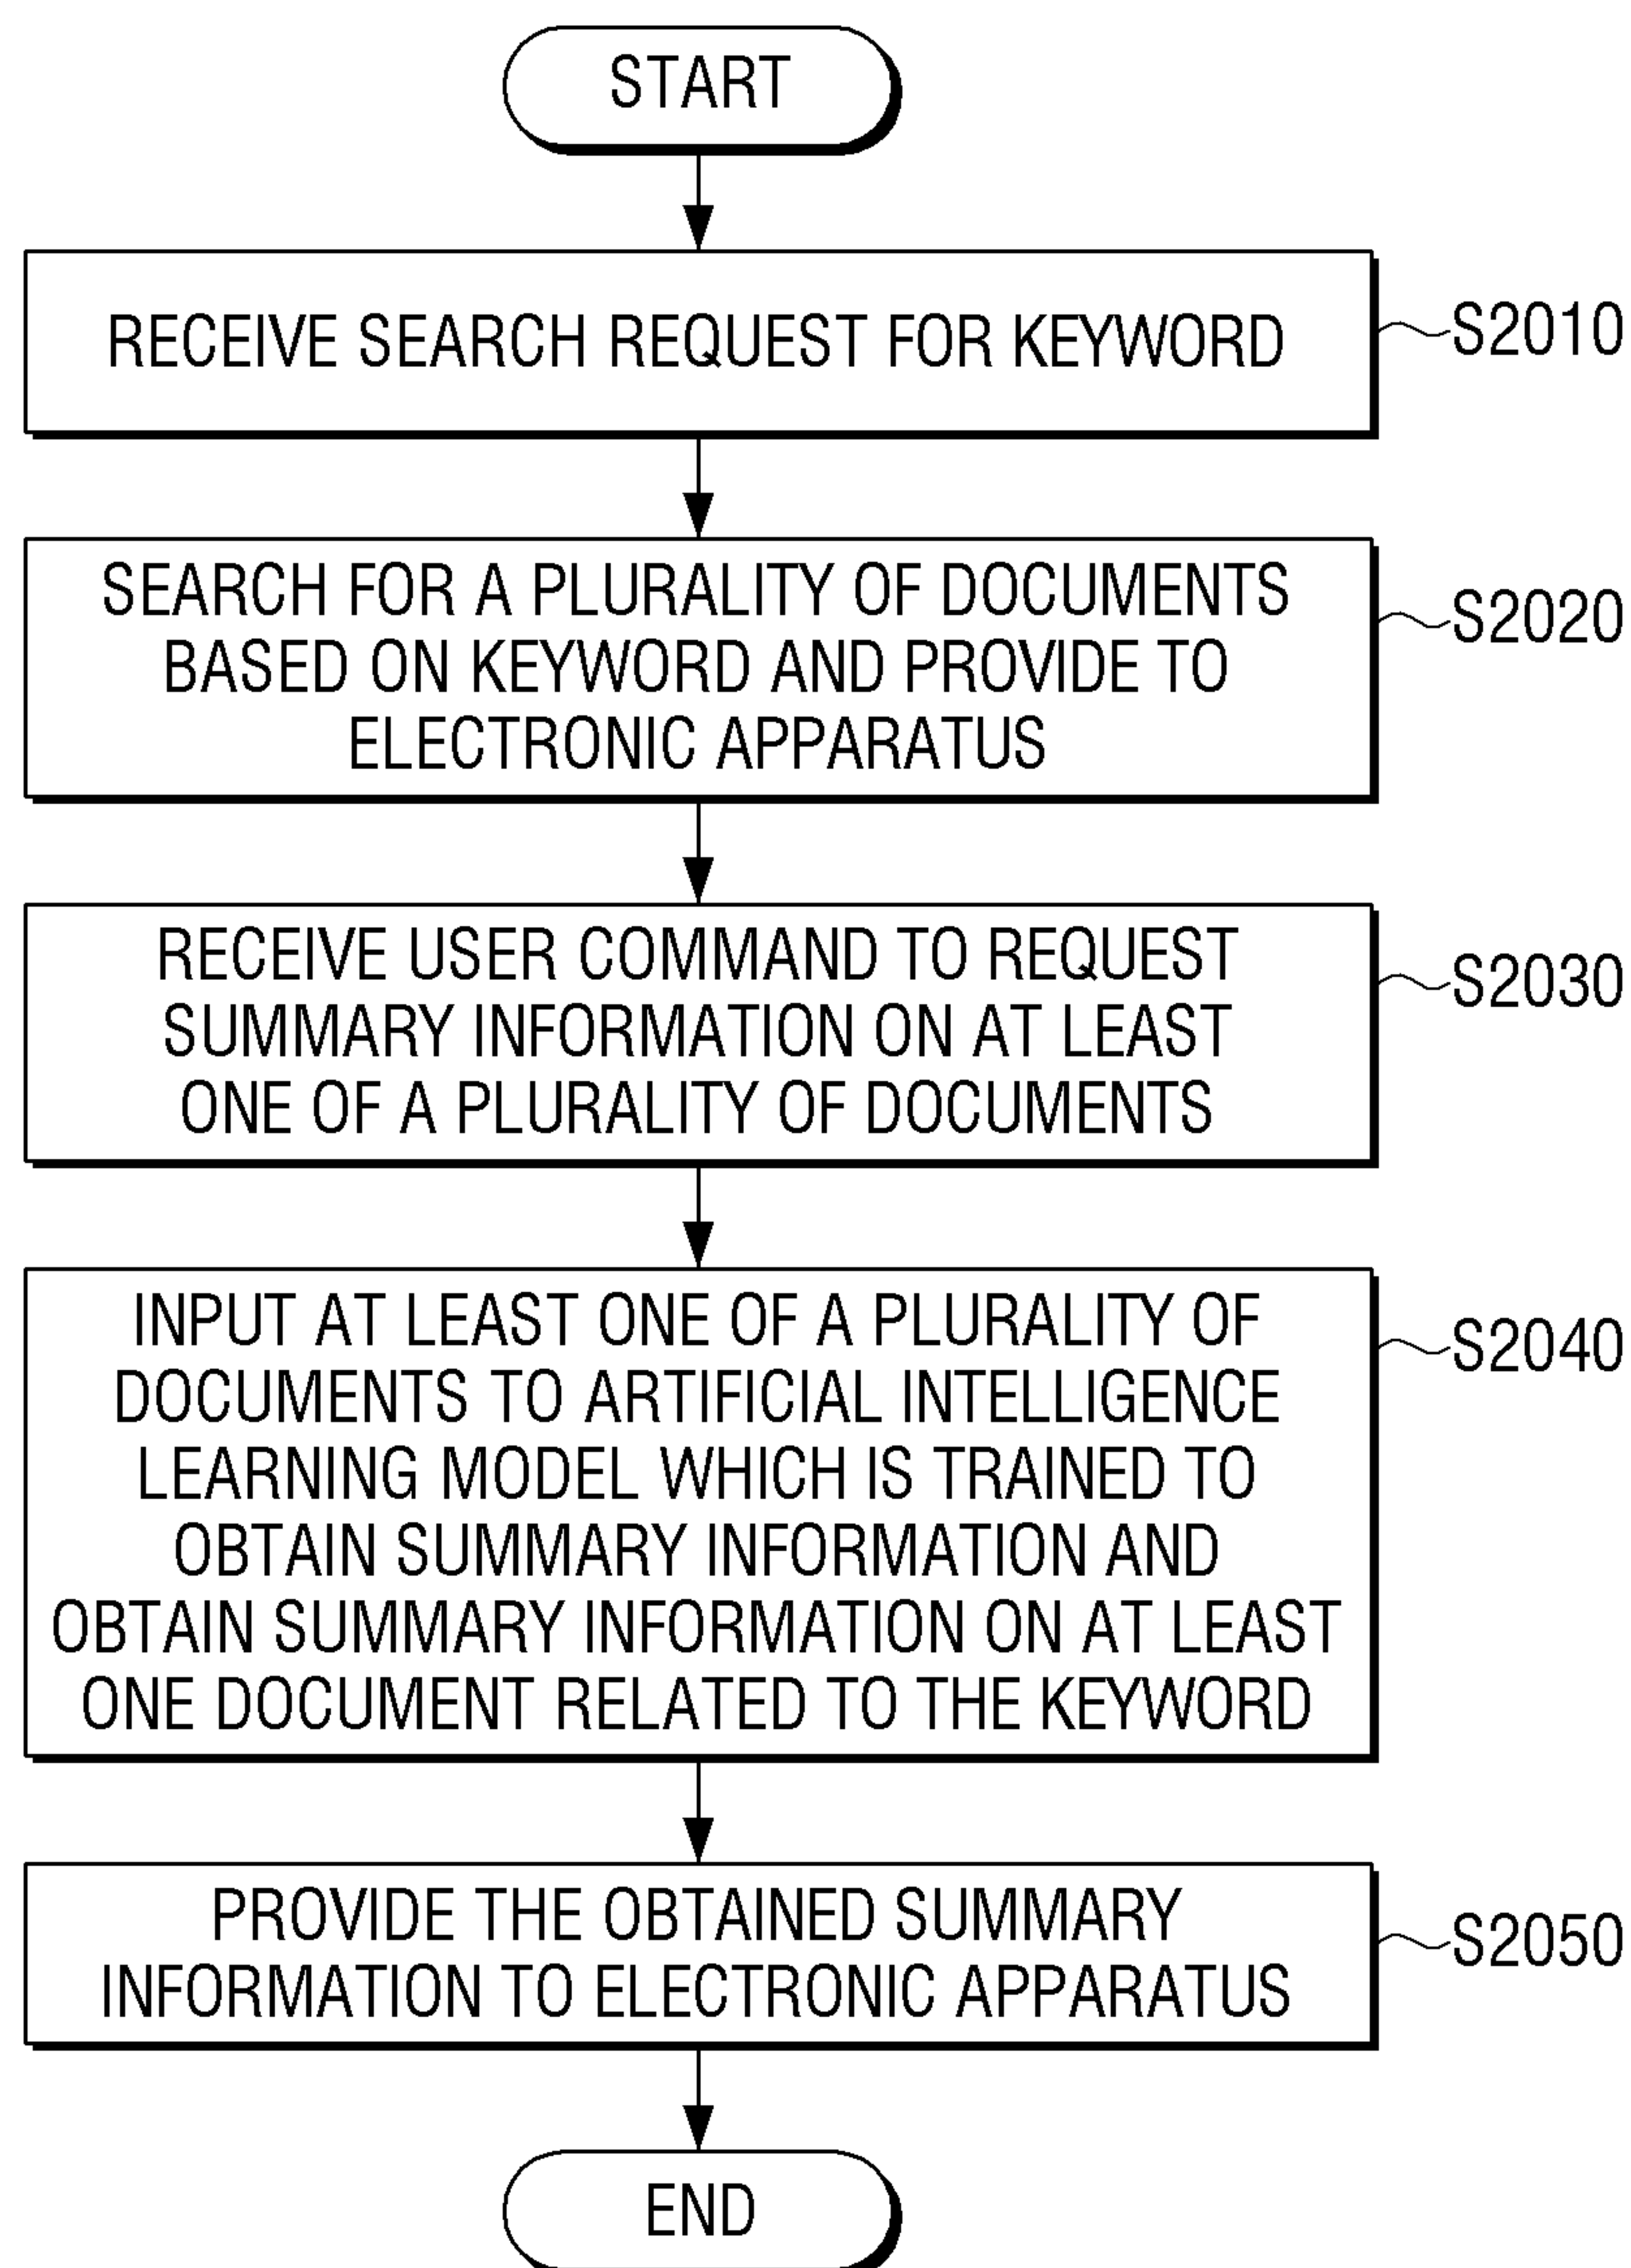 START
RECEIVE SEARCH REQUEST FOR KEYWORD
S2010
SEARCH FOR A PLURALITY OF DOCUMENTS
BASED ON KEYWORD AND PROVIDE TO
ELECTRONIC APPARATUS
S2020
RECEIVE USER COMMAND TO REQUEST
SUMMARY INFORMATION ON AT LEAST
ONE OF A PLURALITY OF DOCUMENTS
S2030
INPUT AT LEAST ONE OF A PLURALITY OF
DOCUMENTS TO ARTIFICIAL INTELLIGENCE
LEARNING MODEL WHICH IS TRAINED TO
OBTAIN SUMMARY INFORMATION AND
OBTAIN SUMMARY INFORMATION ON AT LEAST
ONE DOCUMENT RELATED TO THE KEYWORD
S2040
PROVIDE THE OBTAINED SUMMARY
INFORMATION TO ELECTRONIC APPARATUS
S2050
END